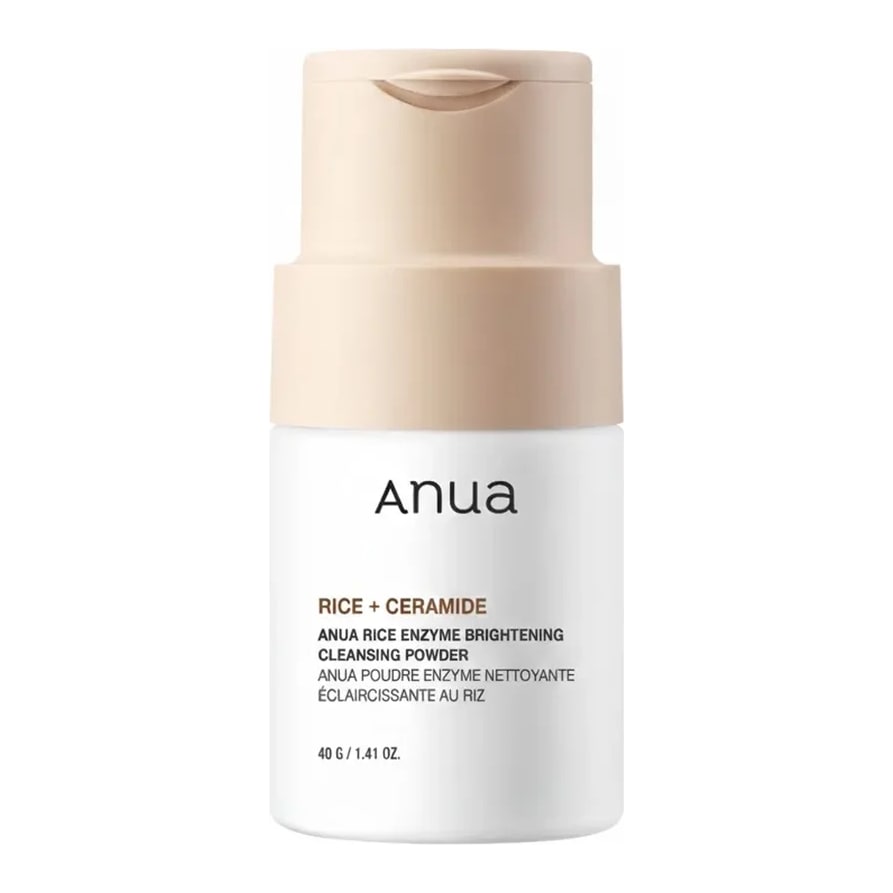 Anua
RICE + CERAMIDE
ANUA RICE ENZYME BRIGHTENING
CLEANSING POWDER
ANUA POUDRE ENZYME NETTOYANTE
ÉCLAIRCISSANTE AU RIZ
40 G / 1.41 OZ.